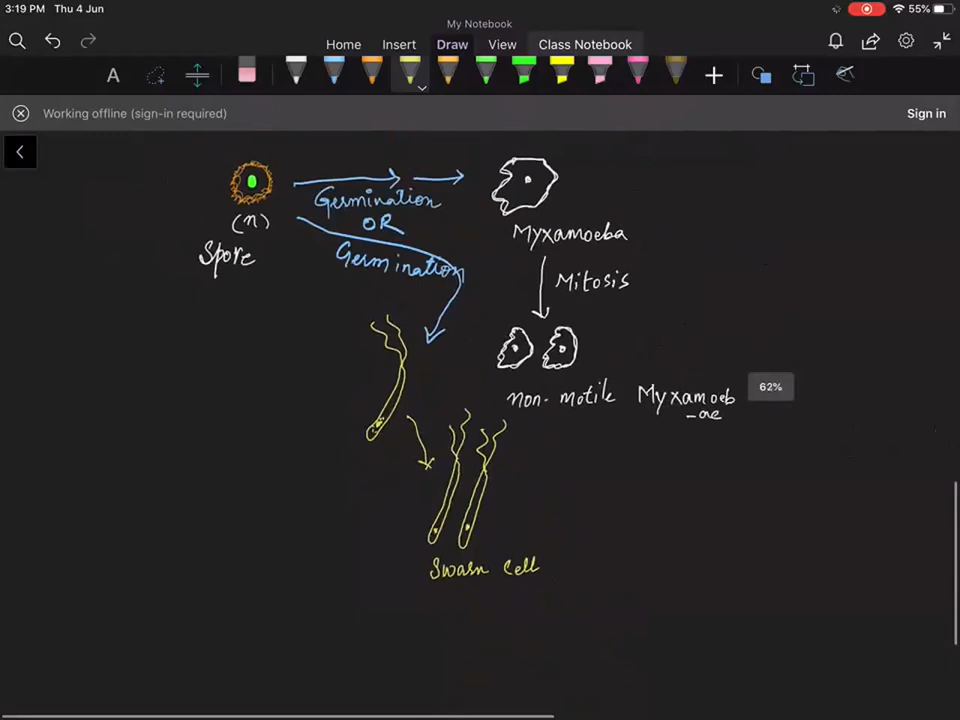 3:19 PM Thu 4 Jun
55%
My Notebook
Home Insert Draw View Class Notebook
A
Working offline (sign-in required)
Sign in
Germination
OR
Germination
(n)
Spore
Myxamoeba
Mitosis
62%
non-motile Myxamoeb
-ae
Swarm Cell